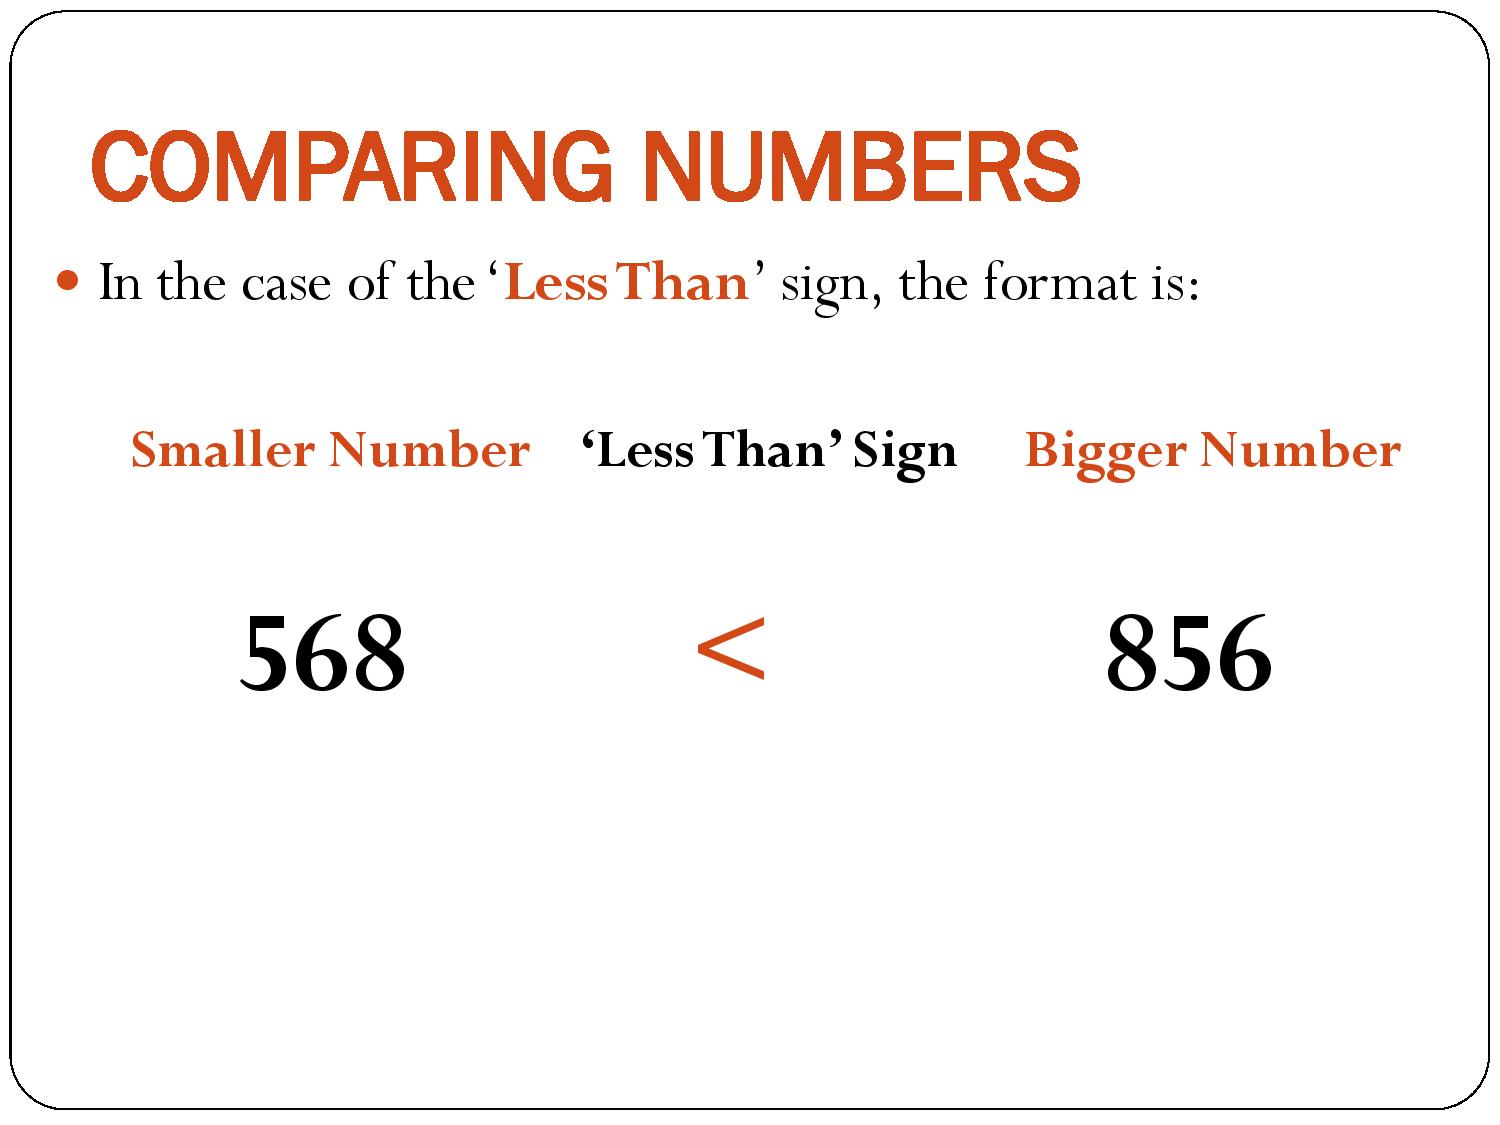 COMPARING NUMBERS
• In the case of the ‘Less Than’ sign, the format is:
Smaller Number ‘Less Than’ Sign Bigger Number
568 < 856